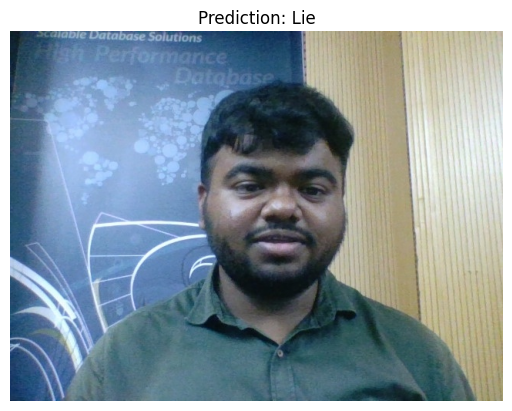 Prediction: Lie
Scalable Database Solutions
High Performance
Database